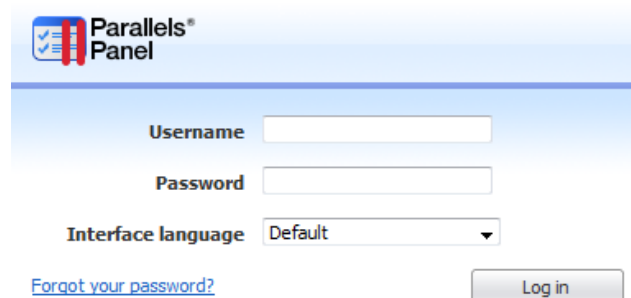 Parallels®
Panel
Username
Password
Interface language Default
Forgot your password? Log in